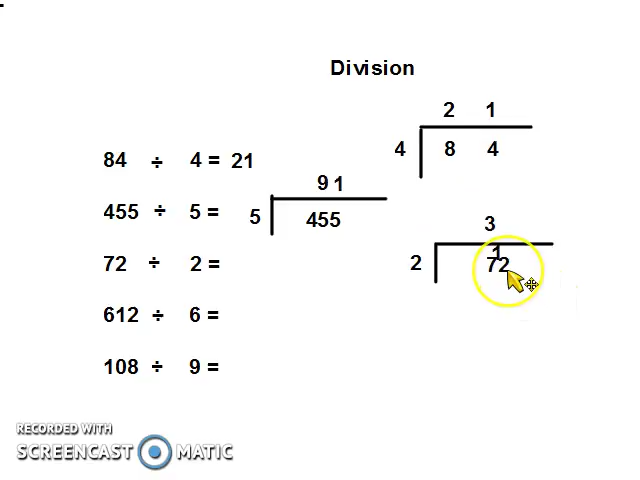 Division
84 ÷ 4 = 21
455 ÷ 5 =
72 ÷ 2 =
612 ÷ 6 =
108 ÷ 9 =
91
5 455
2 1
4 8 4
3
1
2 72
RECORDED WITH
SCREENCAST MATIC